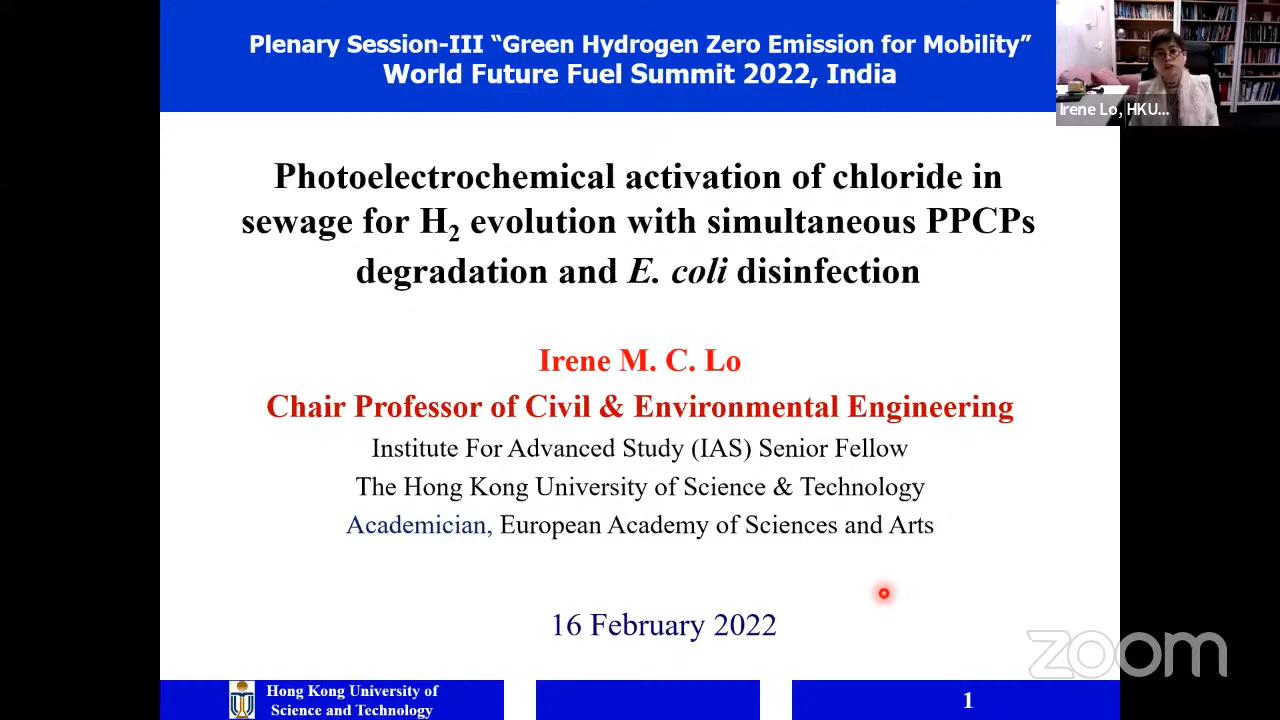 Plenary Session-III “Green Hydrogen Zero Emission for Mobility”
World Future Fuel Summit 2022, India
Irene Lo, HKU...
Photoelectrochemical activation of chloride in
sewage for H₂ evolution with simultaneous PPCPs
degradation and E. coli disinfection
Irene M. C. Lo
Chair Professor of Civil & Environmental Engineering
Institute For Advanced Study (IAS) Senior Fellow
The Hong Kong University of Science & Technology
Academician, European Academy of Sciences and Arts
16 February 2022
zoom
Hong Kong University of
Science and Technology
1